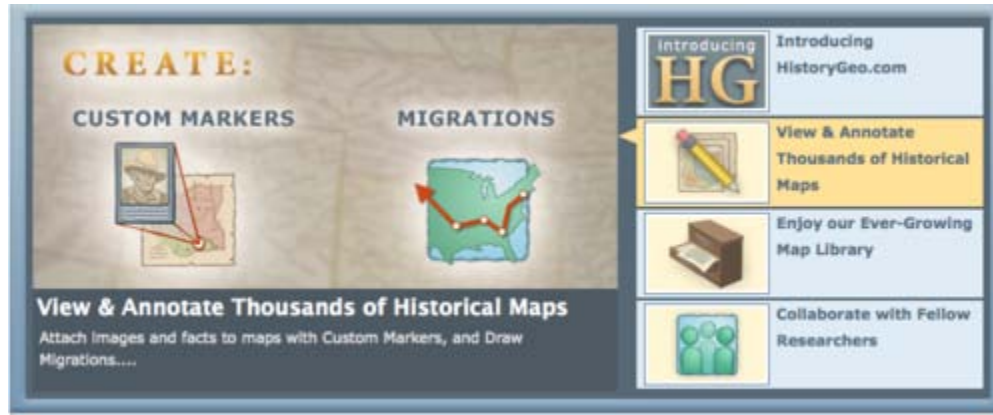 CREATE:
CUSTOM MARKERS
MIGRATIONS
View & Annotate Thousands of Historical Maps
Attach Images and facts to maps with Custom Markers, and Draw
Migrations....
introducing
HG
Introducing
HistoryGeo.com
View & Annotate
Thousands of Historical
Maps
Enjoy our Ever-Growing
Map Library
Collaborate with Fellow
Researchers